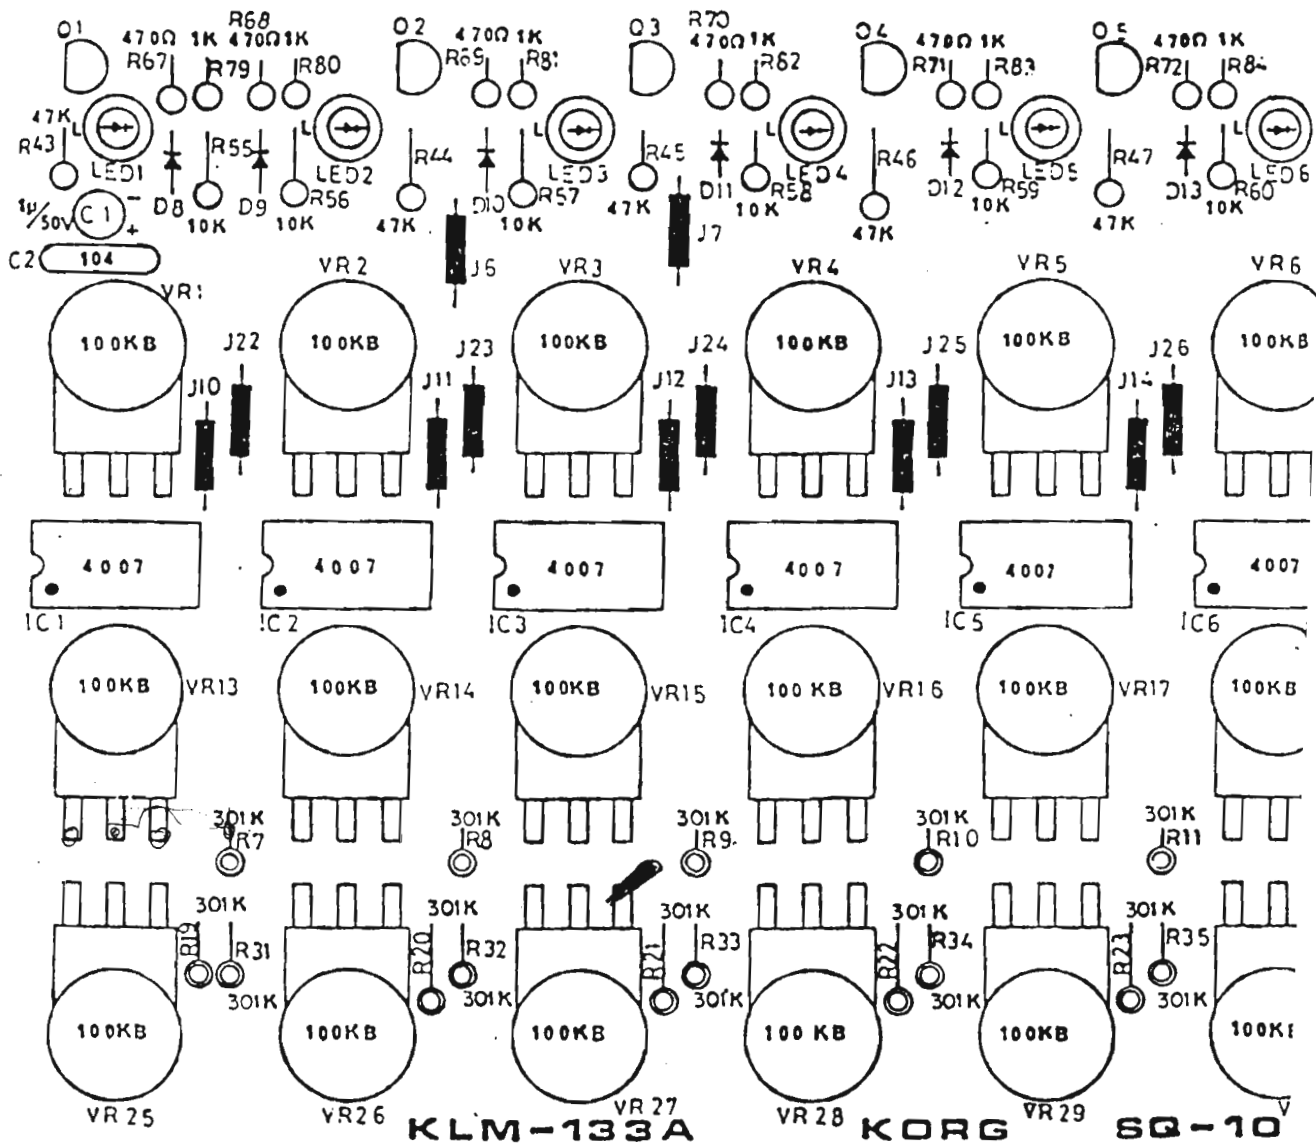 Q1 R68 Q2 R70 Q3 Q4 Q5
470Ω 1K 470Ω 1K 470Ω 1K 470Ω 1K 470Ω 1K 470Ω 1K
R67 R79 R80 R69 R81 R82 R71 R83 R72 R84
47K L L L L L L
R43 R55 R44 R45 R46 R47
LED1 LED2 LED3 LED4 LED5 LED6
D8 D9 R56 D10 R57 D11 R58 D12 R59 D13 R60
1μ/50V C1 - +
10K 10K 47K 10K 47K 10K 47K 10K 47K 10K
C2 104
J6 J7
VR1 VR2 VR3 VR4 VR5 VR6
100KB 100KB 100KB 100KB 100KB 100KB
J22 J23 J24 J25 J26
J10 J11 J12 J13 J14
4007 4007 4007 4007 4007 4007
IC1 IC2 IC3 IC4 IC5 IC6
100KB 100KB 100KB 100KB 100KB 100KB
VR13 VR14 VR15 VR16 VR17
301K 301K 301K 301K 301K
R7 R8 R9 R10 R11
301K 301K 301K 301K 301K
R19 R31 R20 R32 R21 R33 R22 R34 R23 R35
301K 301K 301K 301K 301K
100KB 100KB 100KB 100KB 100KB 100K
VR25 VR26 VR27 VR28 VR29 V
KLM-133A KORG SQ-10